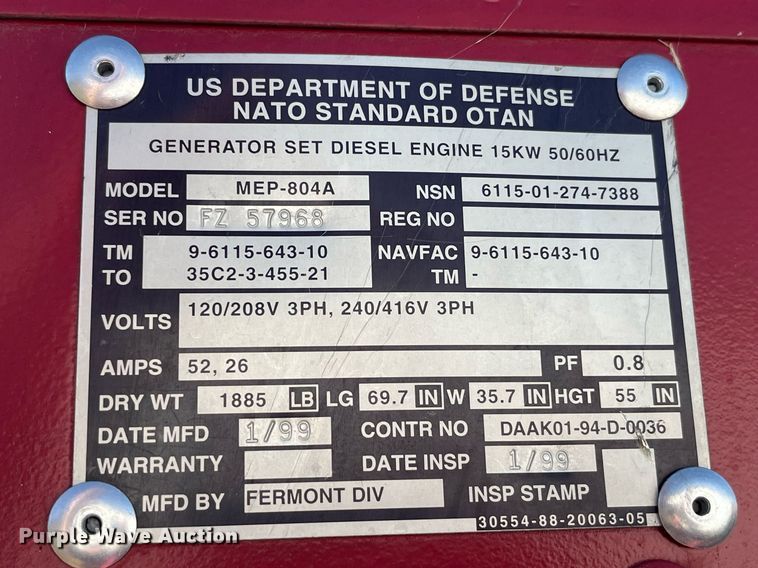 US DEPARTMENT OF DEFENSE
NATO STANDARD OTAN
GENERATOR SET DIESEL ENGINE 15KW 50/60HZ
MODEL MEP-804A NSN 6115-01-274-7388
SER NO FZ 57968 REG NO
TM 9-6115-643-10 NAVFAC 9-6115-643-10
TO 35C2-3-455-21 TM -
VOLTS 120/208V 3PH, 240/416V 3PH
AMPS 52, 26 PF 0.8
DRY WT 1885 LB LG 69.7 IN W 35.7 IN HGT 55 IN
DATE MFD 1/99 CONTR NO DAAK01-94-D-0036
WARRANTY DATE INSP 1/99
MFD BY FERMONT DIV INSP STAMP
30554-88-20063-05
Purple Wave Auction